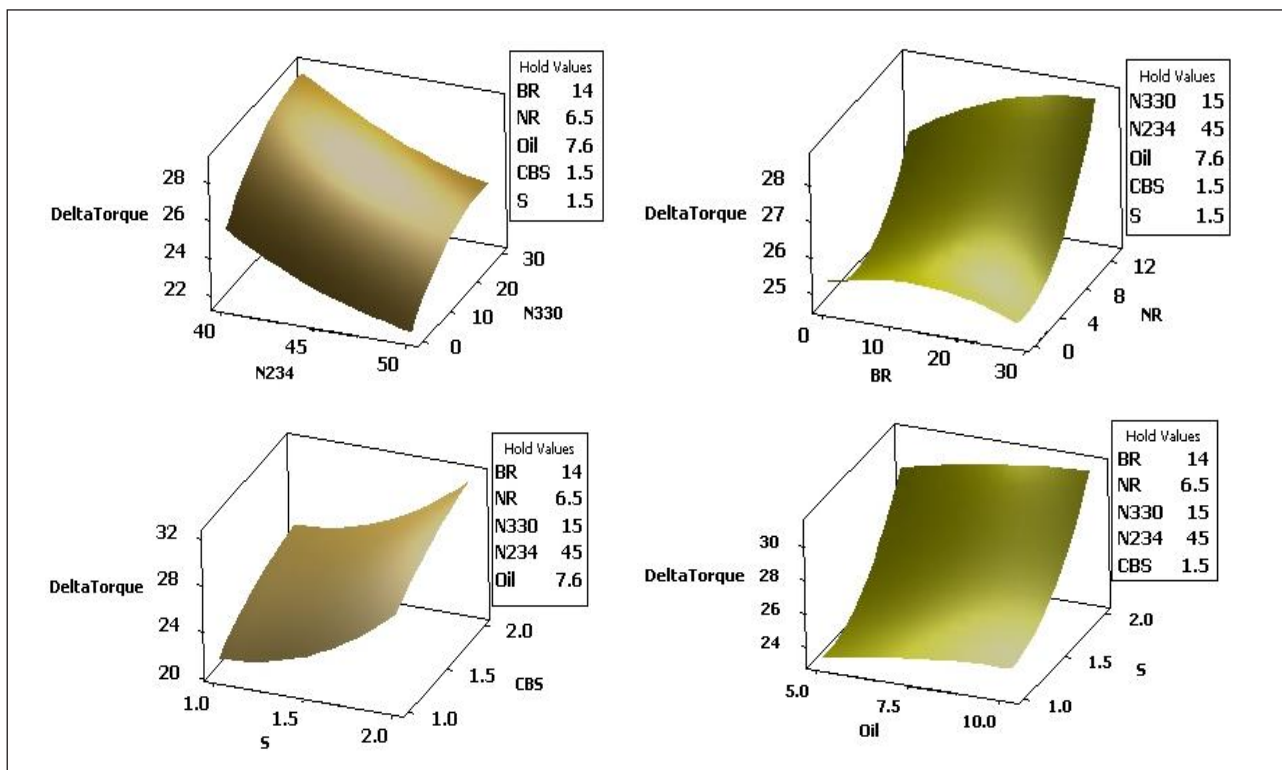 Hold Values
BR 14
NR 6.5
Oil 7.6
CBS 1.5
S 1.5
28
DeltaTorque
26
24
22
40
45
50
N234
0
10
20
30
N330
Hold Values
N330 15
N234 45
Oil 7.6
CBS 1.5
S 1.5
28
DeltaTorque
27
26
25
0
10
20
30
BR
0
4
8
12
NR
Hold Values
BR 14
NR 6.5
N330 15
N234 45
Oil 7.6
32
28
DeltaTorque
24
20
1.0
1.5
2.0
S
1.0
1.5
2.0
CBS
Hold Values
BR 14
NR 6.5
N330 15
N234 45
CBS 1.5
30
28
DeltaTorque
26
24
5.0
7.5
10.0
Oil
1.0
1.5
2.0
S